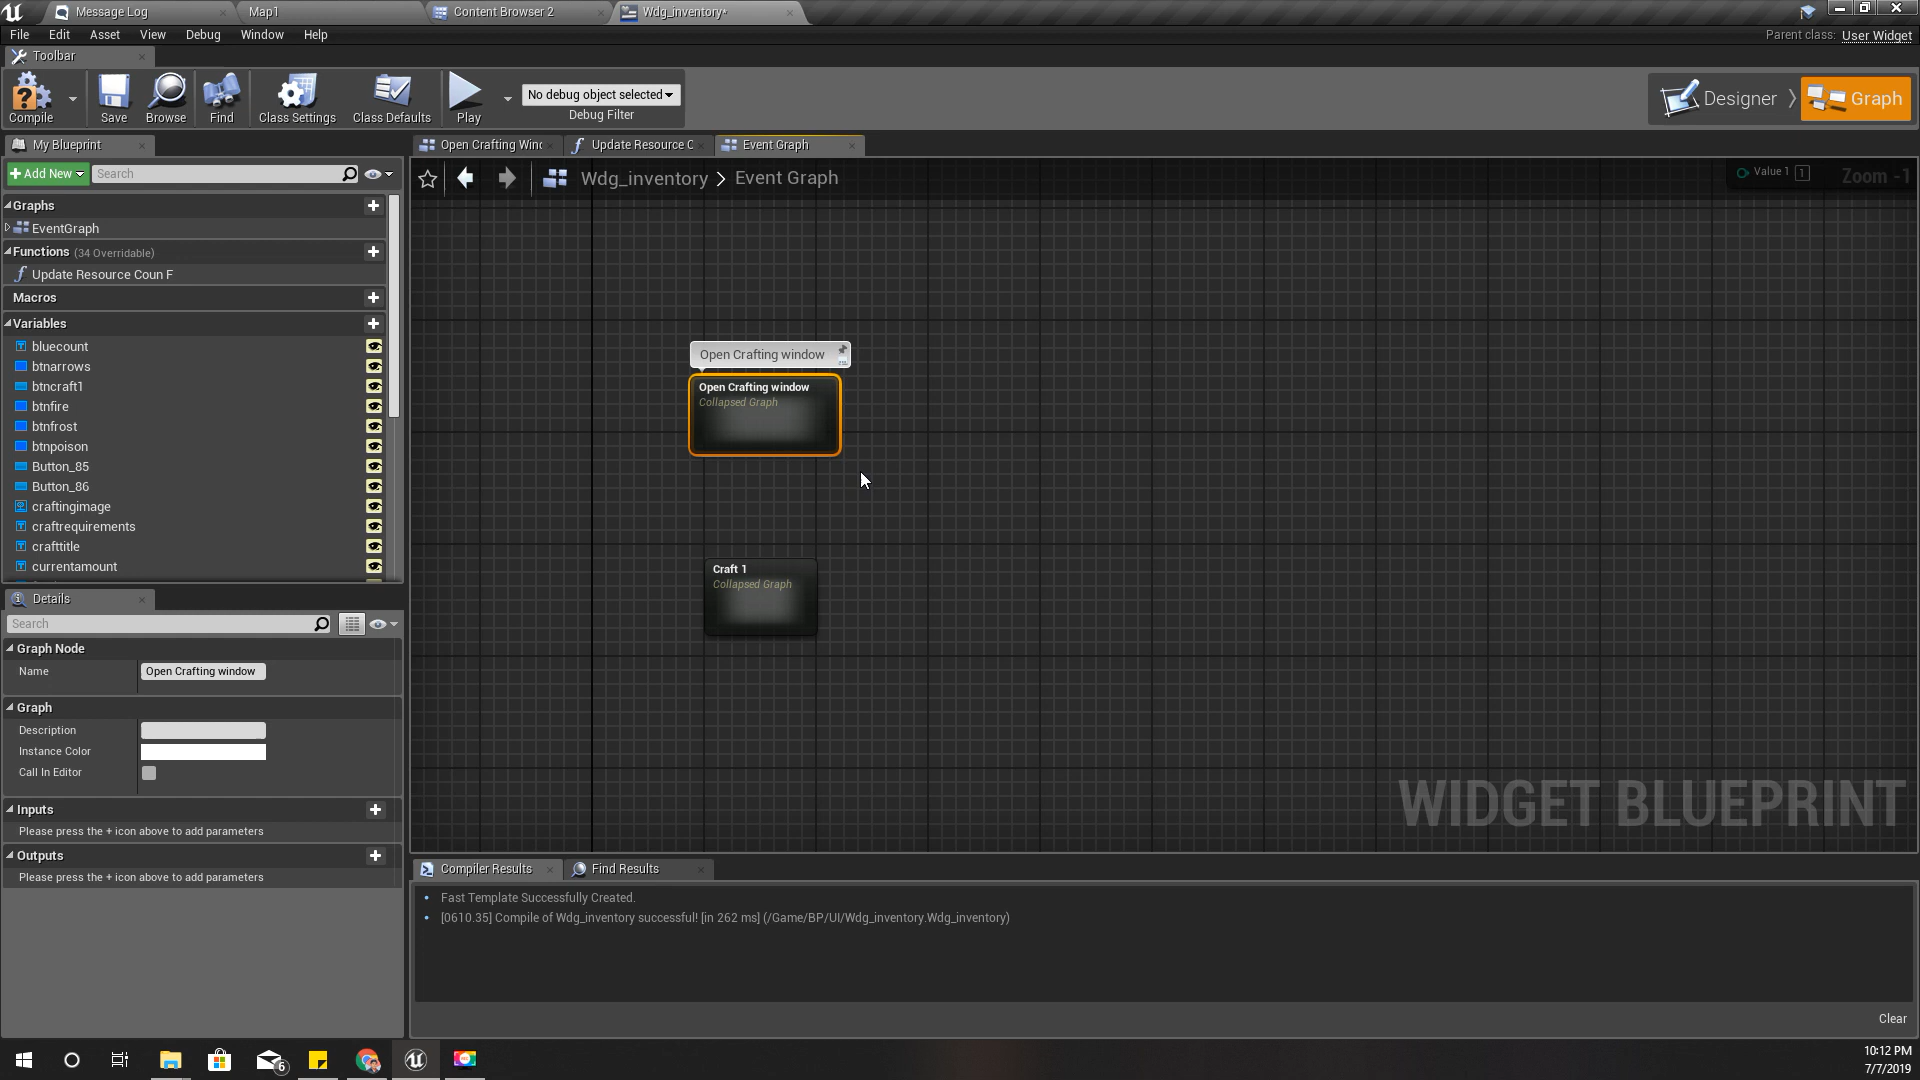 Message Log
Map1
Content Browser 2
Wdg_inventory*
File Edit Asset View Debug Window Help
Parent class: User Widget
Toolbar
Compile
Save
Browse
Find
Class Settings
Class Defaults
Play
No debug object selected
Debug Filter
Designer
Graph
My Blueprint
Open Crafting Winc
Update Resource C
Event Graph
Add New
Search
Wdg_inventory > Event Graph
Value 1 1
Zoom -1
Graphs
EventGraph
Functions (34 Overridable)
Update Resource Coun F
Macros
Variables
bluecount
btnarrows
btncraft1
btnfire
btnfrost
btnpoison
Button_85
Button_86
craftingimage
craftrequirements
crafttitle
currentamount
Open Crafting window
Open Crafting window
Collapsed Graph
Craft 1
Collapsed Graph
WIDGET BLUEPRINT
Details
Search
Graph Node
Name Open Crafting window
Graph
Description
Instance Color
Call In Editor
Inputs
Please press the + icon above to add parameters
Outputs
Please press the + icon above to add parameters
Compiler Results
Find Results
Fast Template Successfully Created.
[0610.35] Compile of Wdg_inventory successful! [in 262 ms] (/Game/BP/UI/Wdg_inventory.Wdg_inventory)
Clear
6
10:12 PM
7/7/2019